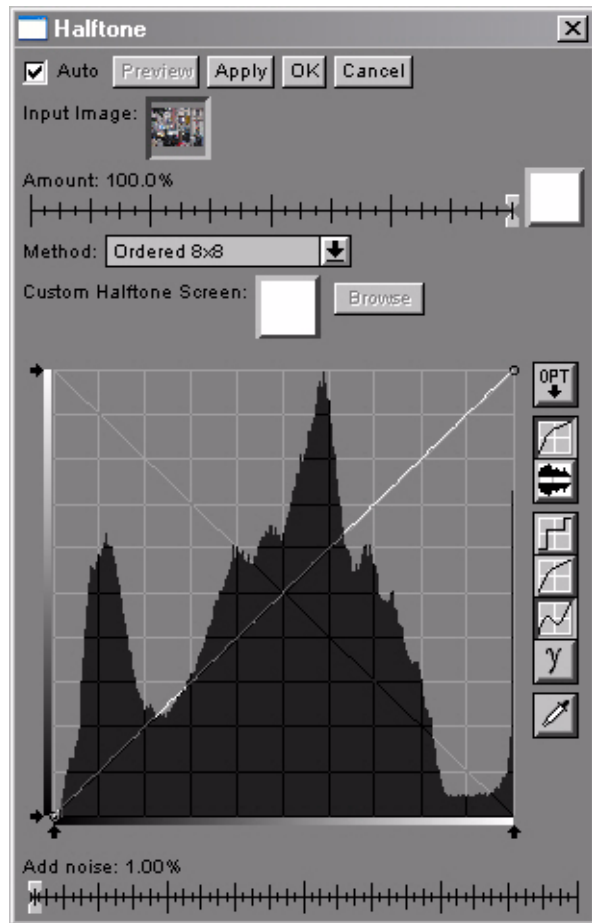 Halftone
Auto Preview Apply OK Cancel
Input Image:
Amount: 100.0%
Method: Ordered 8x8
Custom Halftone Screen: Browse
OPT
γ
Add noise: 1.00%